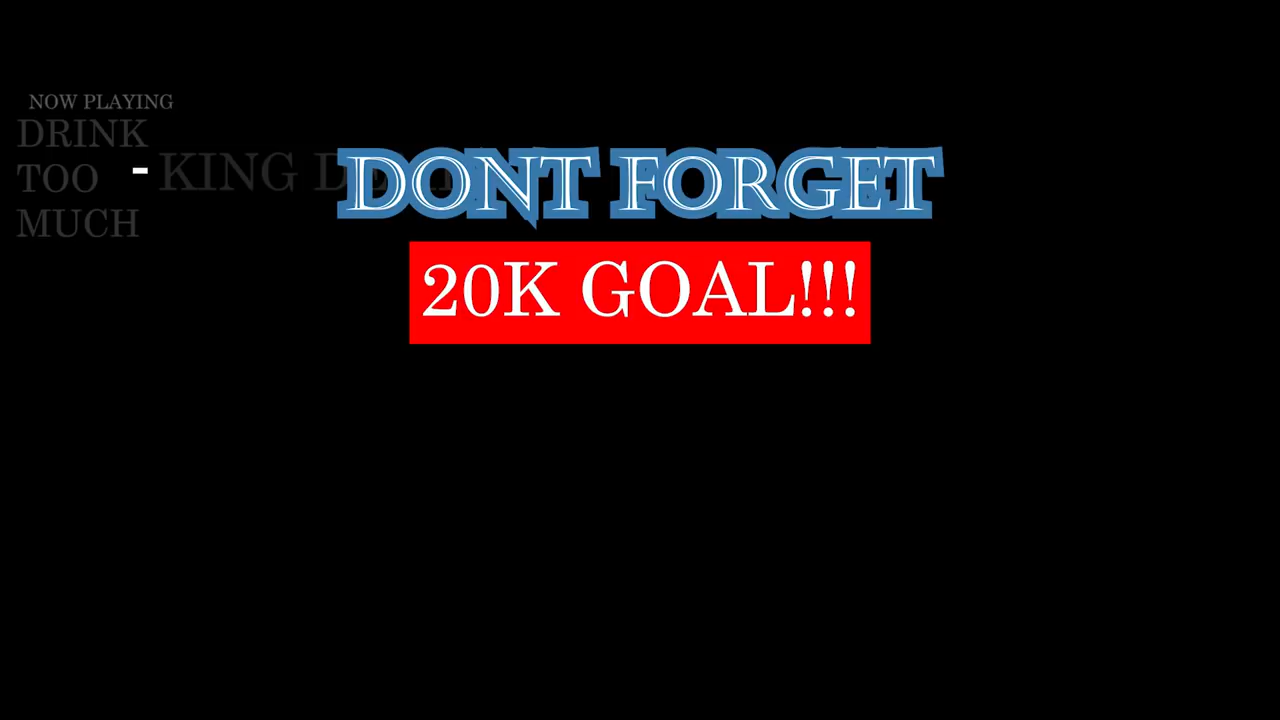 NOW PLAYING
DRINK
TOO
MUCH
- KING
DONT FORGET
20K GOAL!!!